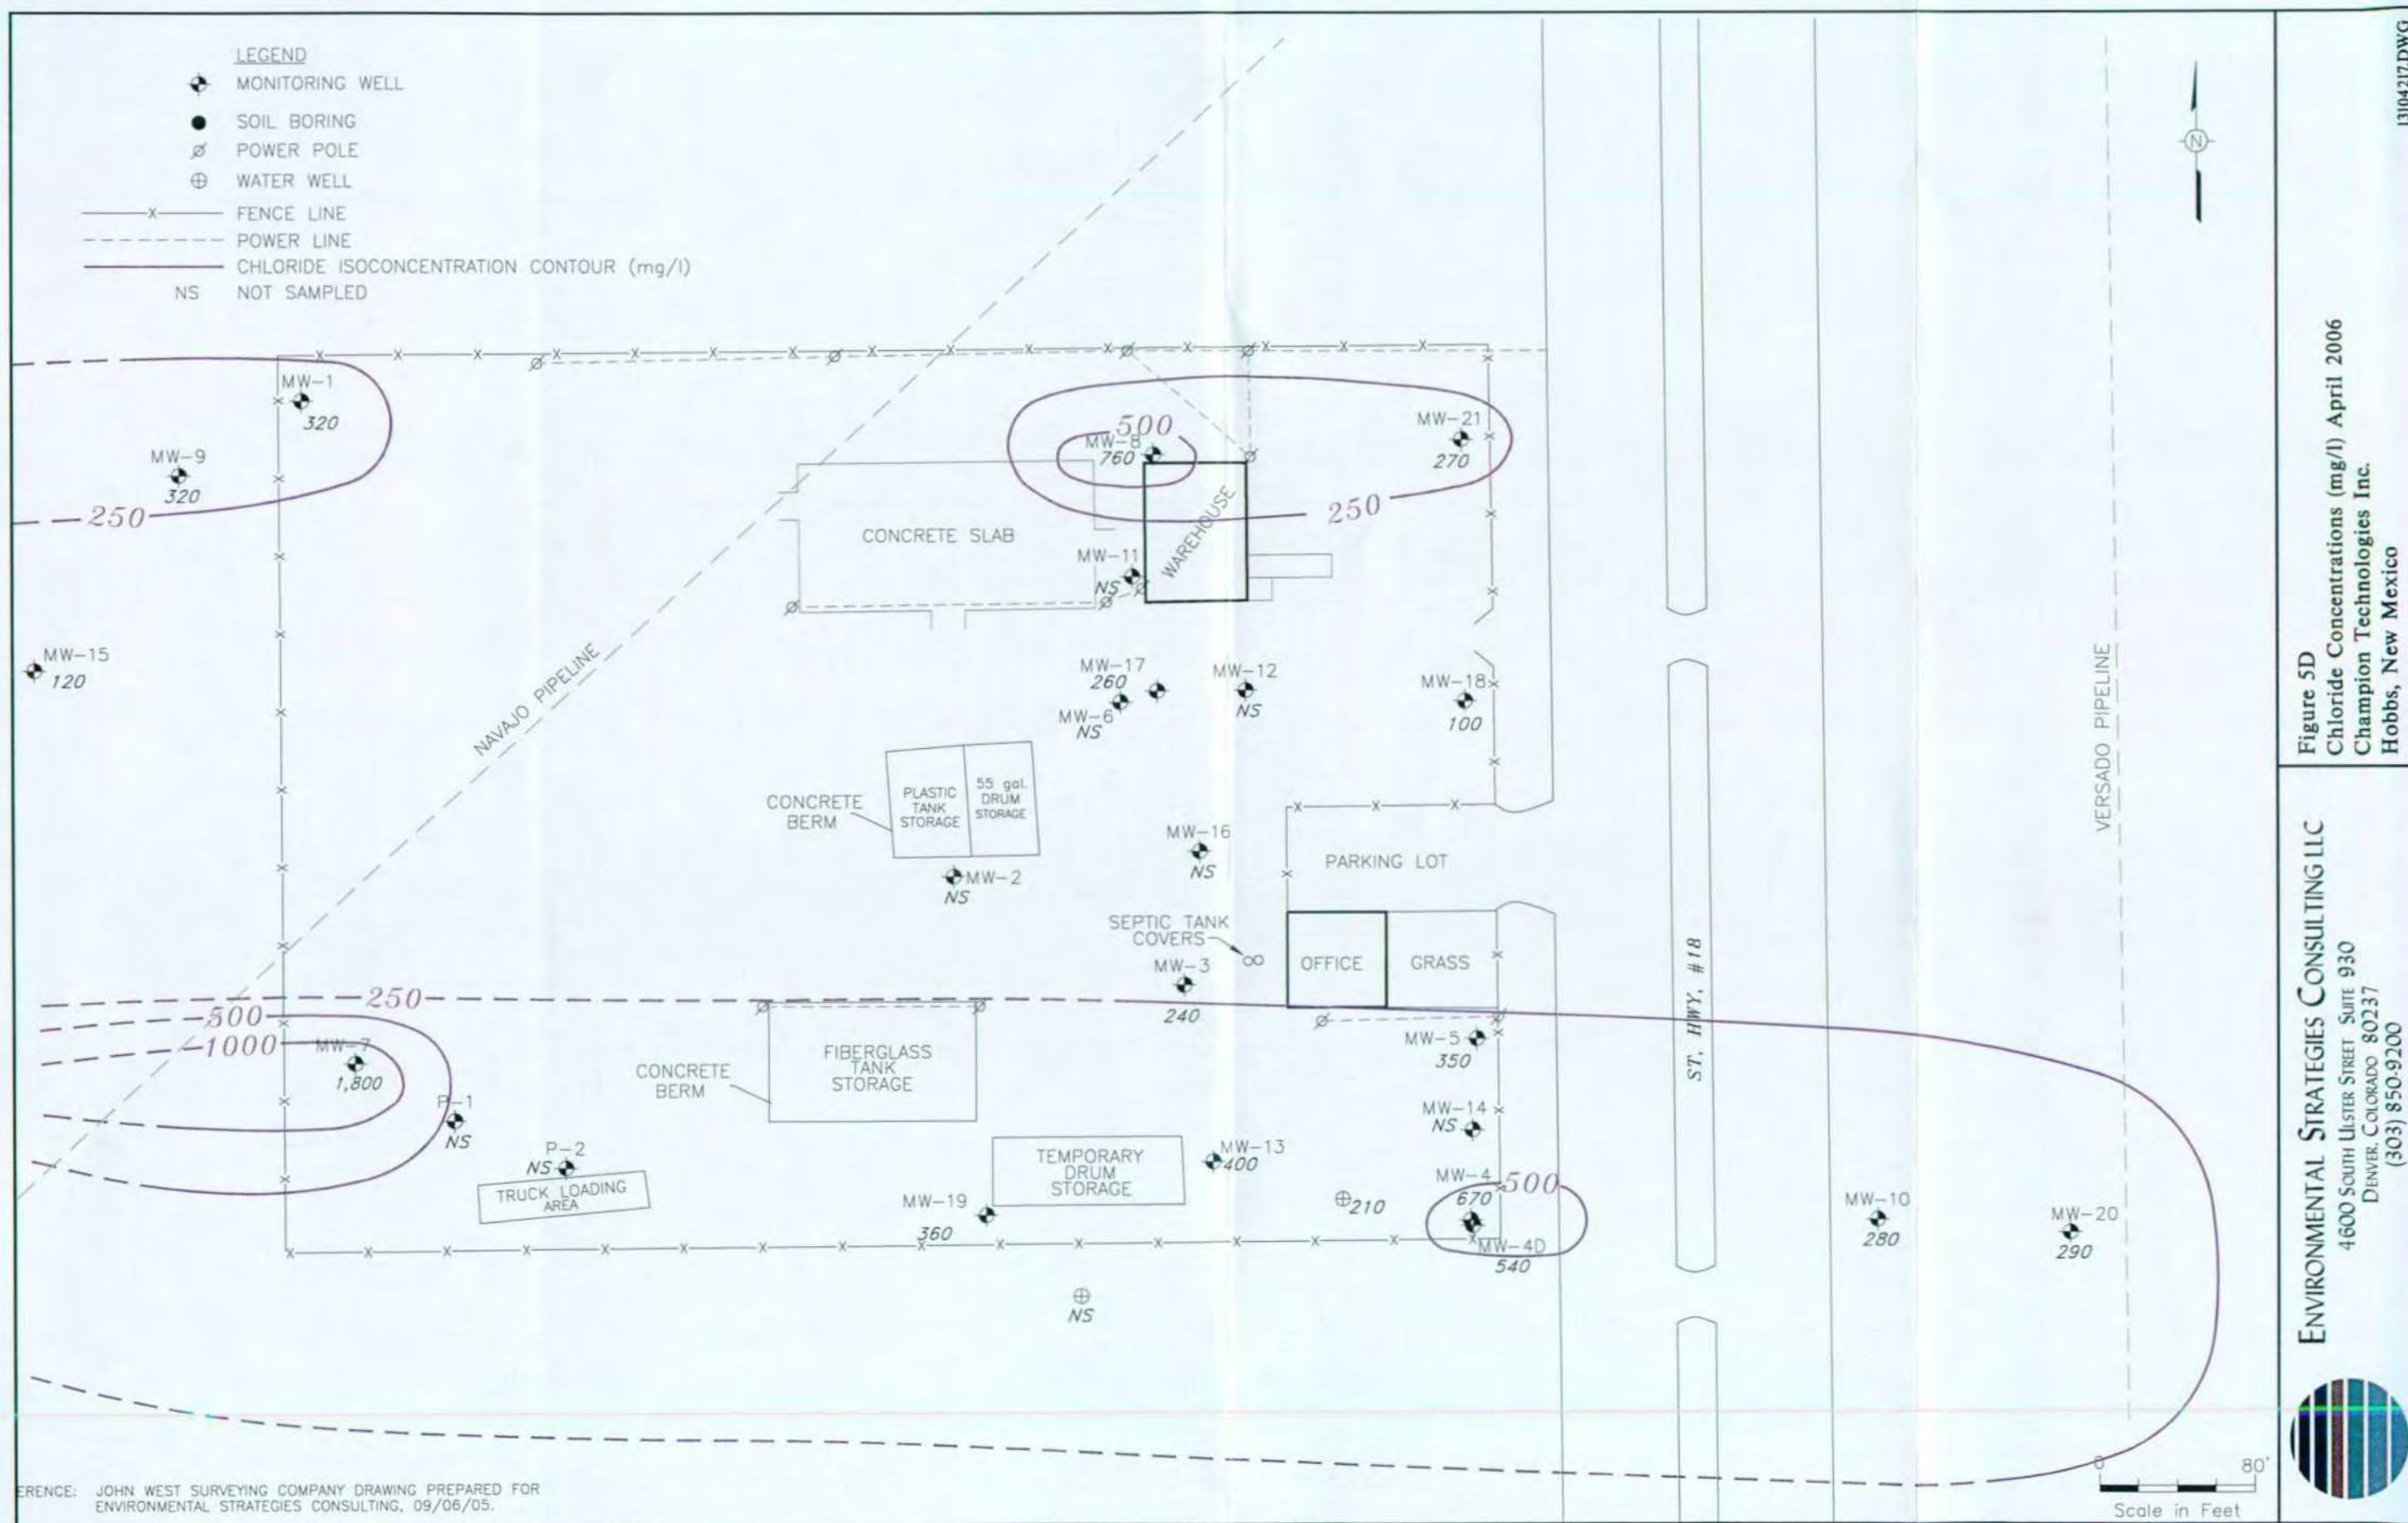 LEGEND
MONITORING WELL
SOIL BORING
POWER POLE
WATER WELL
X FENCE LINE
POWER LINE
CHLORIDE ISOCONCENTRATION CONTOUR (mg/l)
NS NOT SAMPLED
N
MW-1
320
MW-9
320
250
MW-15
120
NAVAJO PIPELINE
500
MW-8
760
MW-21
270
250
CONCRETE SLAB
WAREHOUSE
MW-11
NS
MW-17
260
MW-6
NS
MW-12
NS
MW-18
100
CONCRETE
BERM
PLASTIC
TANK
STORAGE
55 gal.
DRUM
STORAGE
MW-2
NS
MW-16
NS
PARKING LOT
SEPTIC TANK
COVERS
OFFICE
GRASS
MW-3
240
ST. HWY. #18
VERSADO PIPELINE
250
500
1000
MW-7
1,800
P-1
NS
P-2
NS
TRUCK LOADING
AREA
CONCRETE
BERM
FIBERGLASS
TANK
STORAGE
TEMPORARY
DRUM
STORAGE
MW-19
360
MW-13
400
210
NS
MW-5
350
MW-14
NS
MW-4
670
500
MW-4D
540
MW-10
280
MW-20
290
0 80'
Scale in Feet
ERENCE: JOHN WEST SURVEYING COMPANY DRAWING PREPARED FOR
ENVIRONMENTAL STRATEGIES CONSULTING, 09/06/05.
13104217.DWG
Figure 5D
Chloride Concentrations (mg/l) April 2006
Champion Technologies Inc.
Hobbs, New Mexico
ENVIRONMENTAL STRATEGIES CONSULTING LLC
4600 SOUTH ULSTER STREET SUITE 930
DENVER, COLORADO 80237
(303) 850-9200